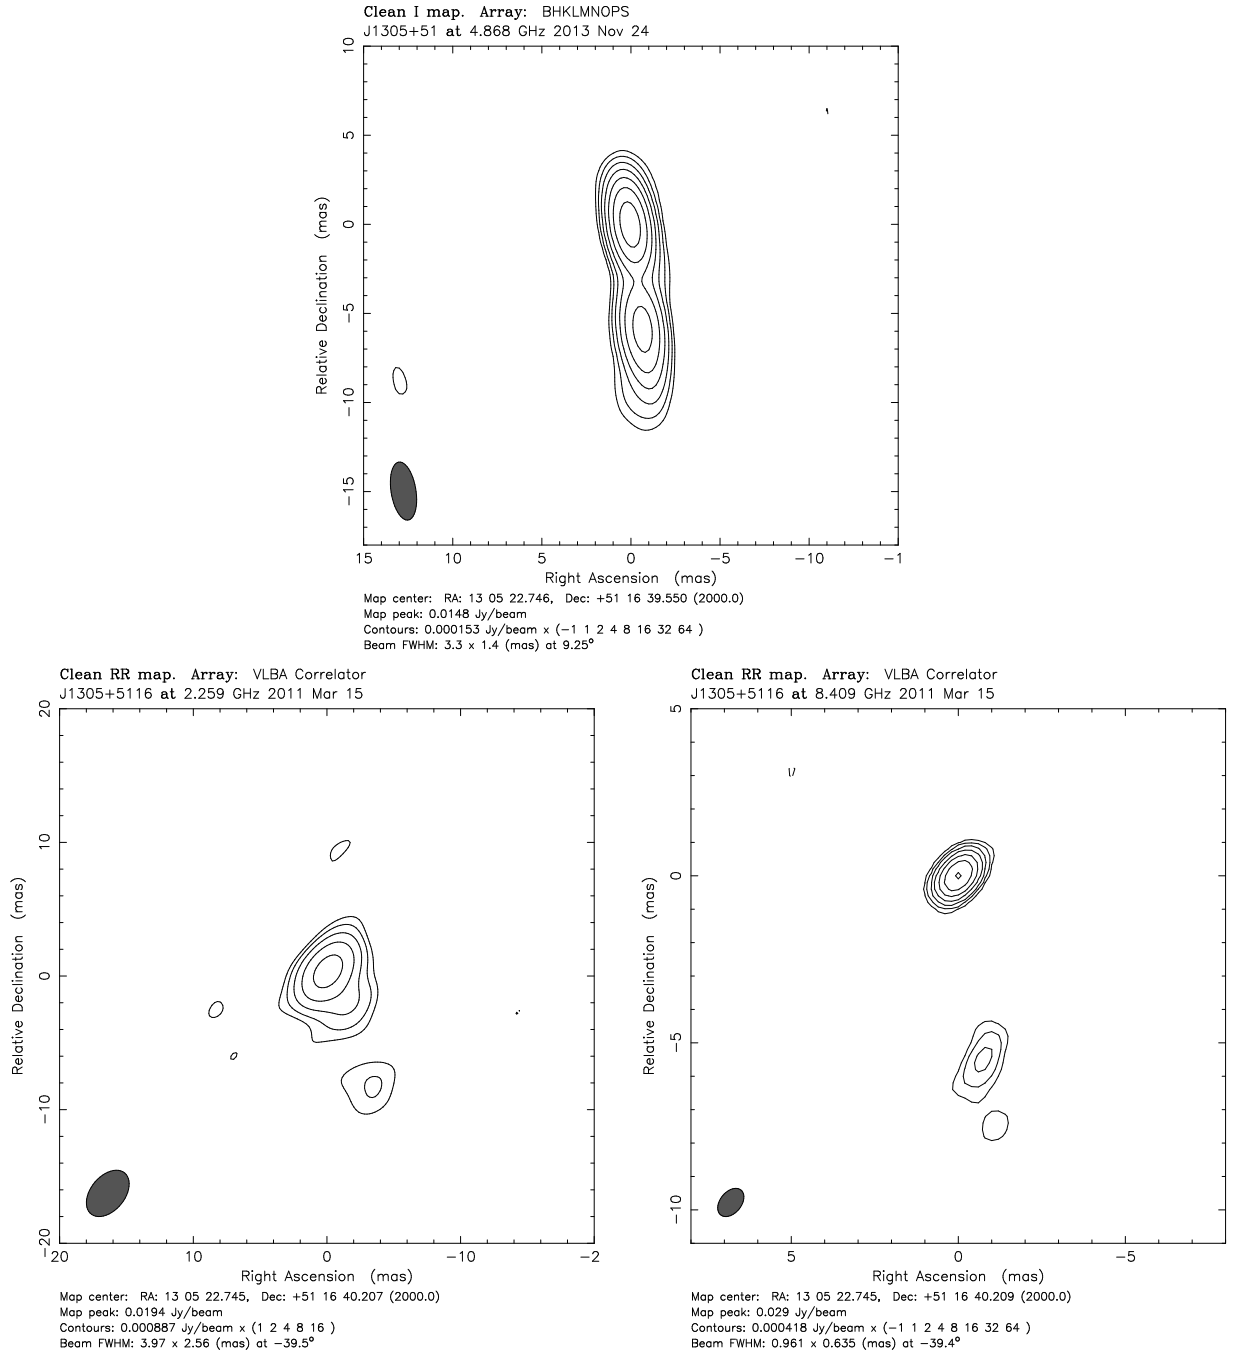 Clean I map. Array: BHKLMNOPS
J1305+51 at 4.868 GHz 2013 Nov 24
10
5
0
−5
−10
−15
Relative Declination (mas)
15 10 5 0 −5 −10 −1
Right Ascension (mas)
Map center: RA: 13 05 22.746, Dec: +51 16 39.550 (2000.0)
Map peak: 0.0148 Jy/beam
Contours: 0.000153 Jy/beam x (−1 1 2 4 8 16 32 64 )
Beam FWHM: 3.3 x 1.4 (mas) at 9.25°
Clean RR map. Array: VLBA Correlator
J1305+5116 at 2.259 GHz 2011 Mar 15
20
10
0
−10
−20
Relative Declination (mas)
20 10 0 −10 −2
Right Ascension (mas)
Map center: RA: 13 05 22.745, Dec: +51 16 40.207 (2000.0)
Map peak: 0.0194 Jy/beam
Contours: 0.000887 Jy/beam x (1 2 4 8 16 )
Beam FWHM: 3.97 x 2.56 (mas) at −39.5°
Clean RR map. Array: VLBA Correlator
J1305+5116 at 8.409 GHz 2011 Mar 15
5
0
−5
−10
Relative Declination (mas)
5 0 −5
Right Ascension (mas)
Map center: RA: 13 05 22.745, Dec: +51 16 40.209 (2000.0)
Map peak: 0.029 Jy/beam
Contours: 0.000418 Jy/beam x (−1 1 2 4 8 16 32 64 )
Beam FWHM: 0.961 x 0.635 (mas) at −39.4°